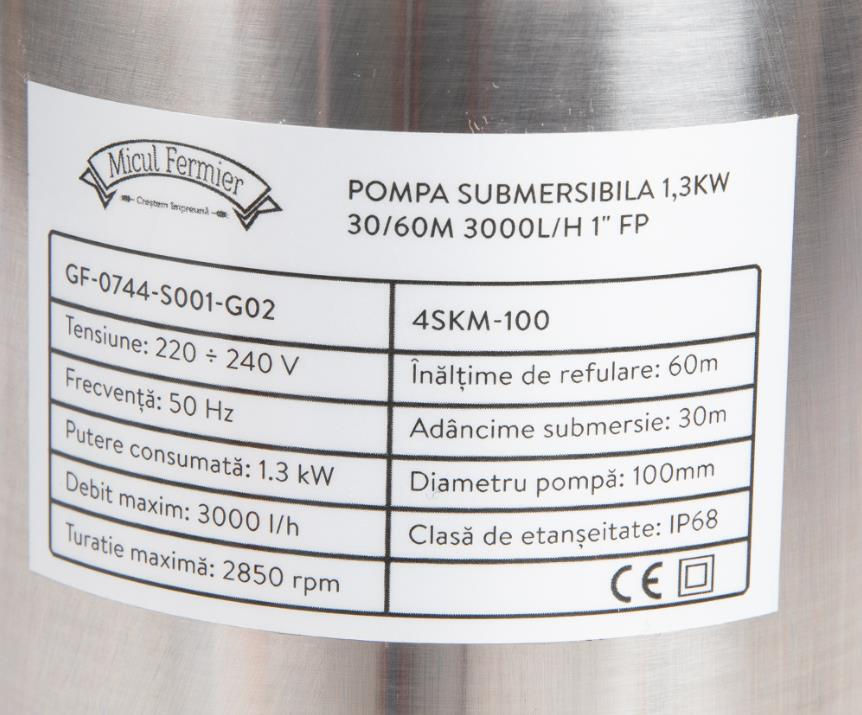 Micul Fermier
Creștem împreună
POMPA SUBMERSIBILA 1,3KW
30/60M 3000L/H 1" FP
GF-0744-S001-G02
4SKM-100
Tensiune: 220 ÷ 240 V
Înălțime de refulare: 60m
Frecvență: 50 Hz
Adâncime submersie: 30m
Putere consumată: 1.3 kW
Diametru pompă: 100mm
Debit maxim: 3000 l/h
Clasă de etanșeitate: IP68
Turatie maximă: 2850 rpm
CE